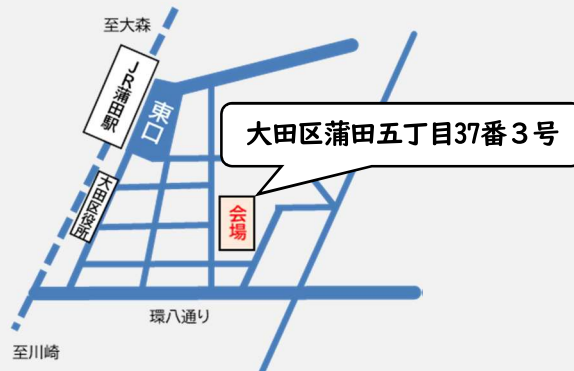 至大森
JR蒲田駅
東口
大田区蒲田五丁目37番３号
大田区役所
会場
環八通り
至川崎